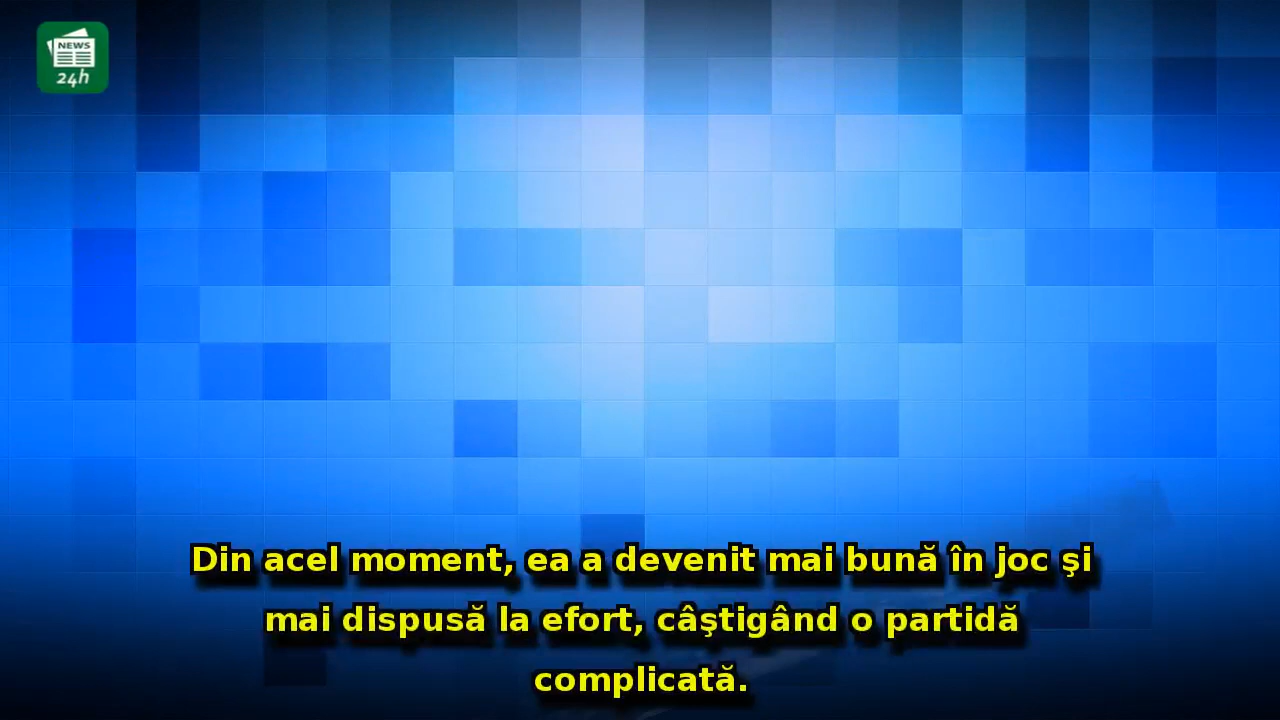 NEWS
24h
Din acel moment, ea a devenit mai bună în joc şi
mai dispusă la efort, câştigând o partidă
complicată.